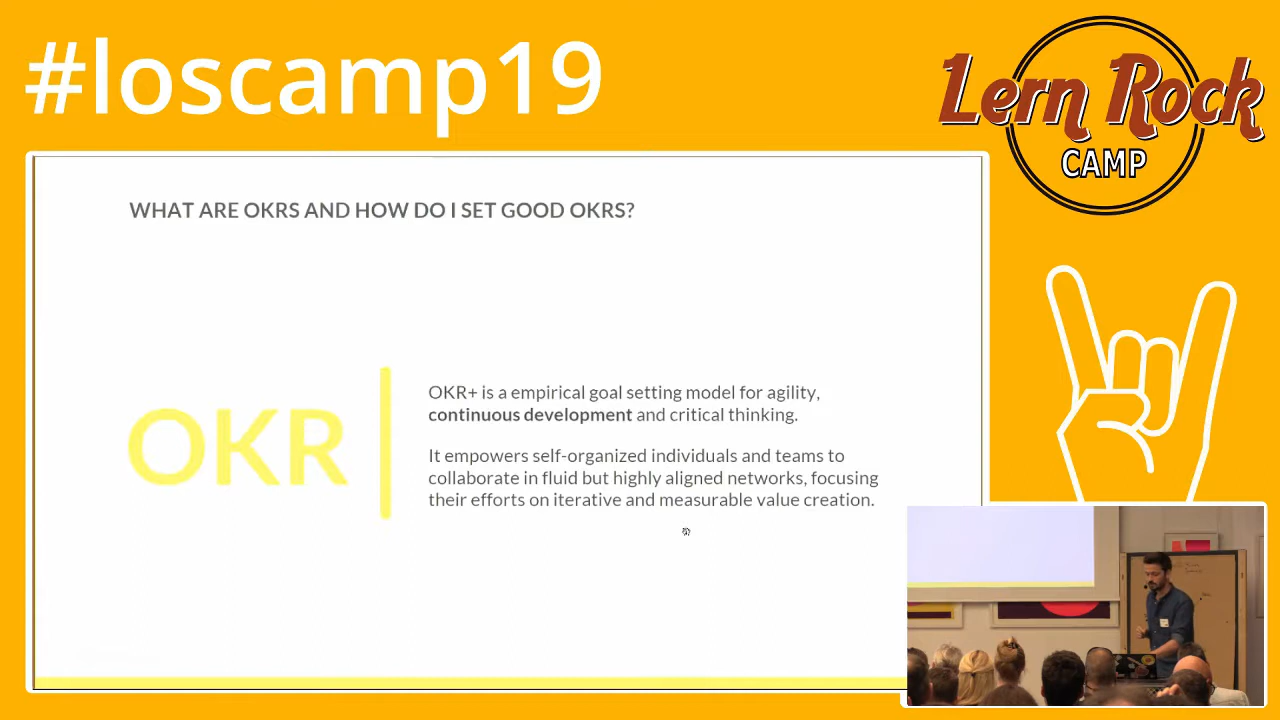 #loscamp19
Lern Rock
CAMP
WHAT ARE OKRS AND HOW DO I SET GOOD OKRS?
OKR
OKR+ is a empirical goal setting model for agility,
continuous development and critical thinking.
It empowers self-organized individuals and teams to
collaborate in fluid but highly aligned networks, focusing
their efforts on iterative and measurable value creation.